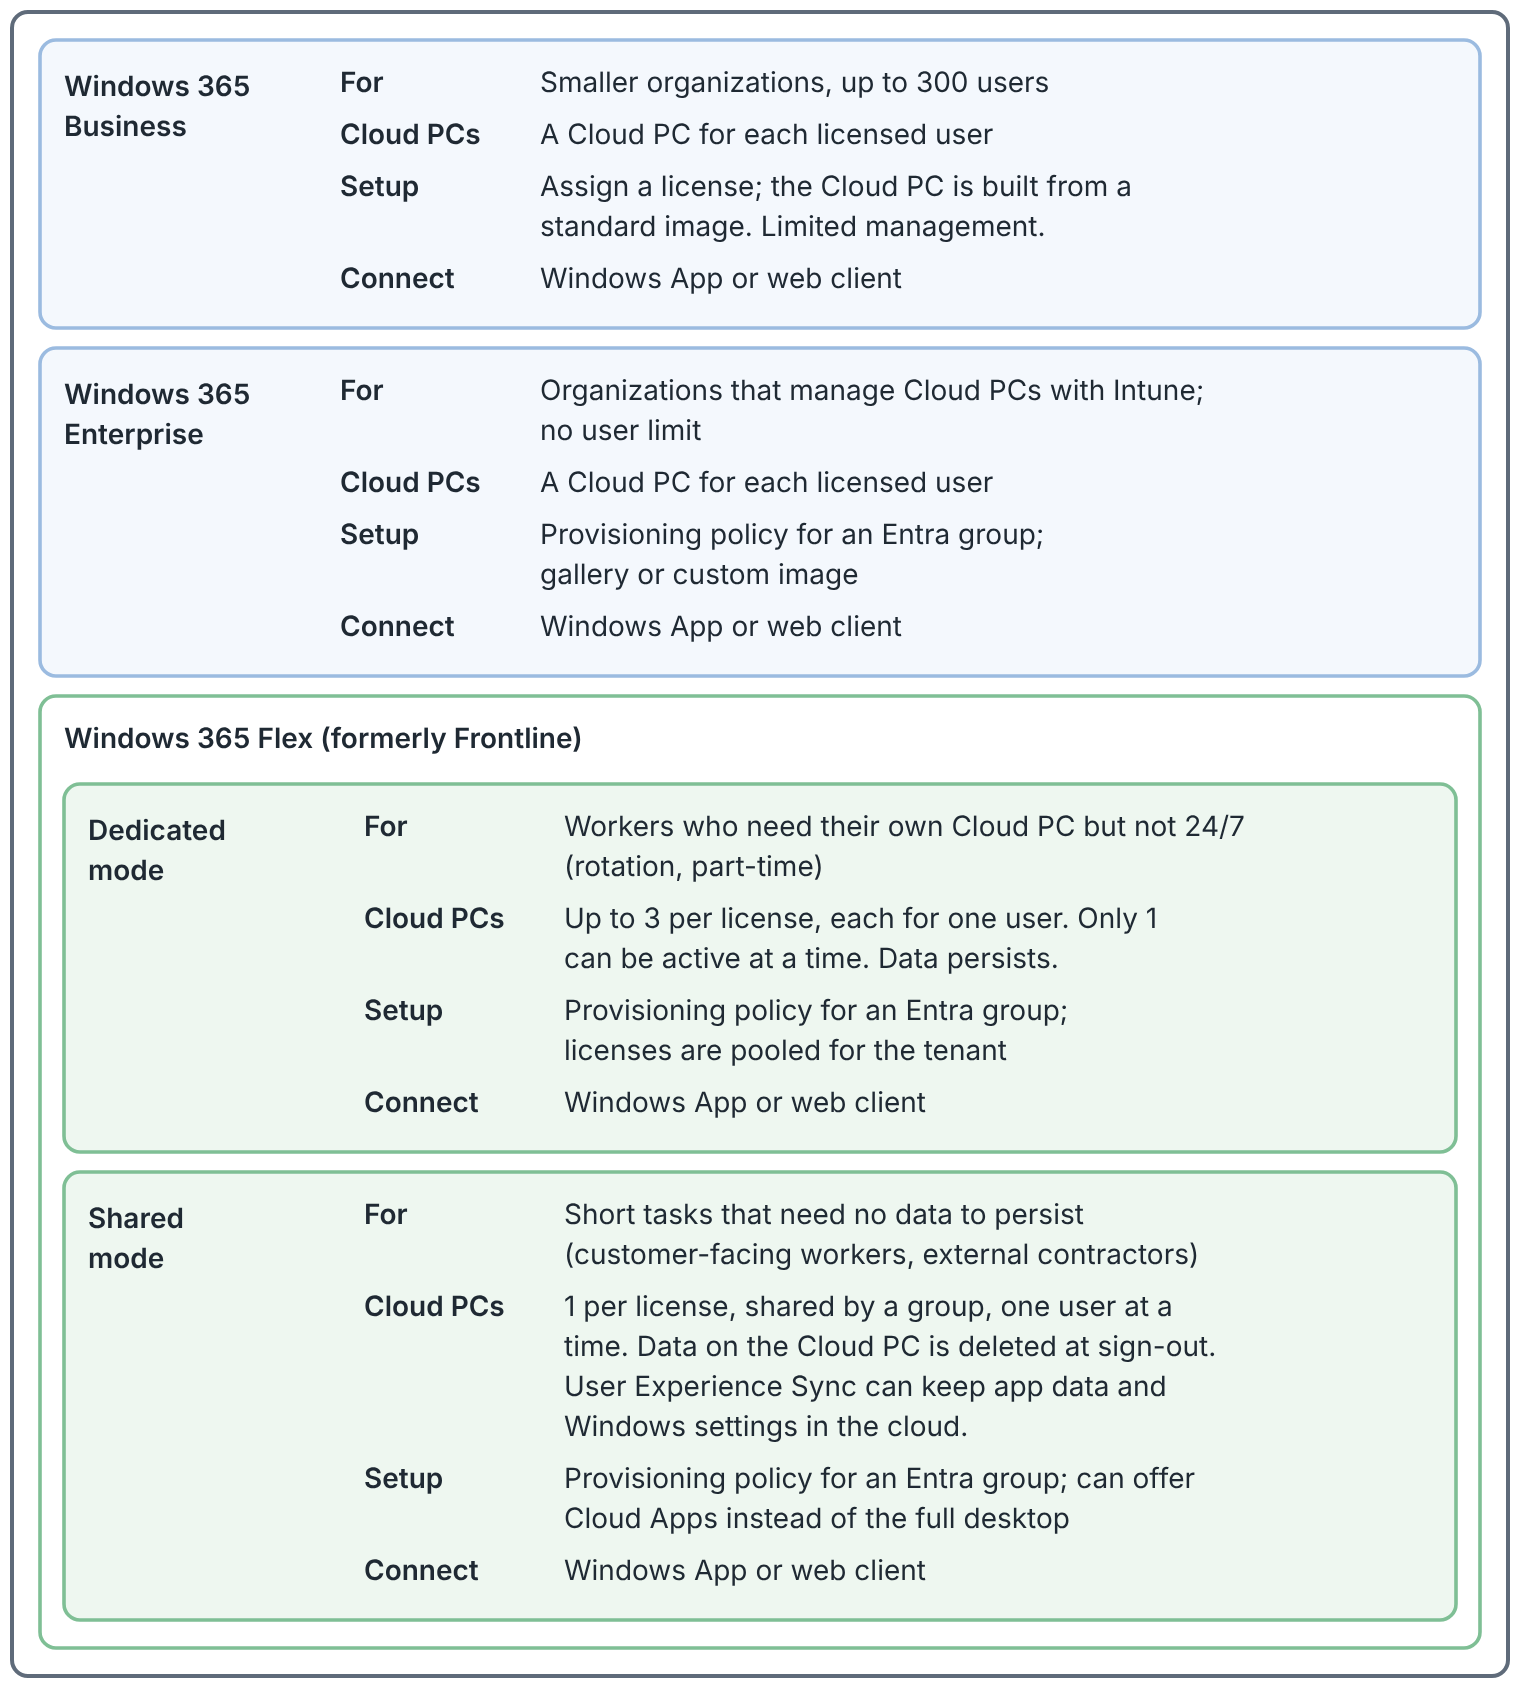 Windows 365
Business
For
Smaller organizations, up to 300 users
Cloud PCs
A Cloud PC for each licensed user
Setup
Assign a license; the Cloud PC is built from a
standard image. Limited management.
Connect
Windows App or web client
Windows 365
Enterprise
For
Organizations that manage Cloud PCs with Intune;
no user limit
Cloud PCs
A Cloud PC for each licensed user
Setup
Provisioning policy for an Entra group;
gallery or custom image
Connect
Windows App or web client
Windows 365 Flex (formerly Frontline)
Dedicated
mode
For
Workers who need their own Cloud PC but not 24/7
(rotation, part-time)
Cloud PCs
Up to 3 per license, each for one user. Only 1
can be active at a time. Data persists.
Setup
Provisioning policy for an Entra group;
licenses are pooled for the tenant
Connect
Windows App or web client
Shared
mode
For
Short tasks that need no data to persist
(customer-facing workers, external contractors)
Cloud PCs
1 per license, shared by a group, one user at a
time. Data on the Cloud PC is deleted at sign-out.
User Experience Sync can keep app data and
Windows settings in the cloud.
Setup
Provisioning policy for an Entra group; can offer
Cloud Apps instead of the full desktop
Connect
Windows App or web client